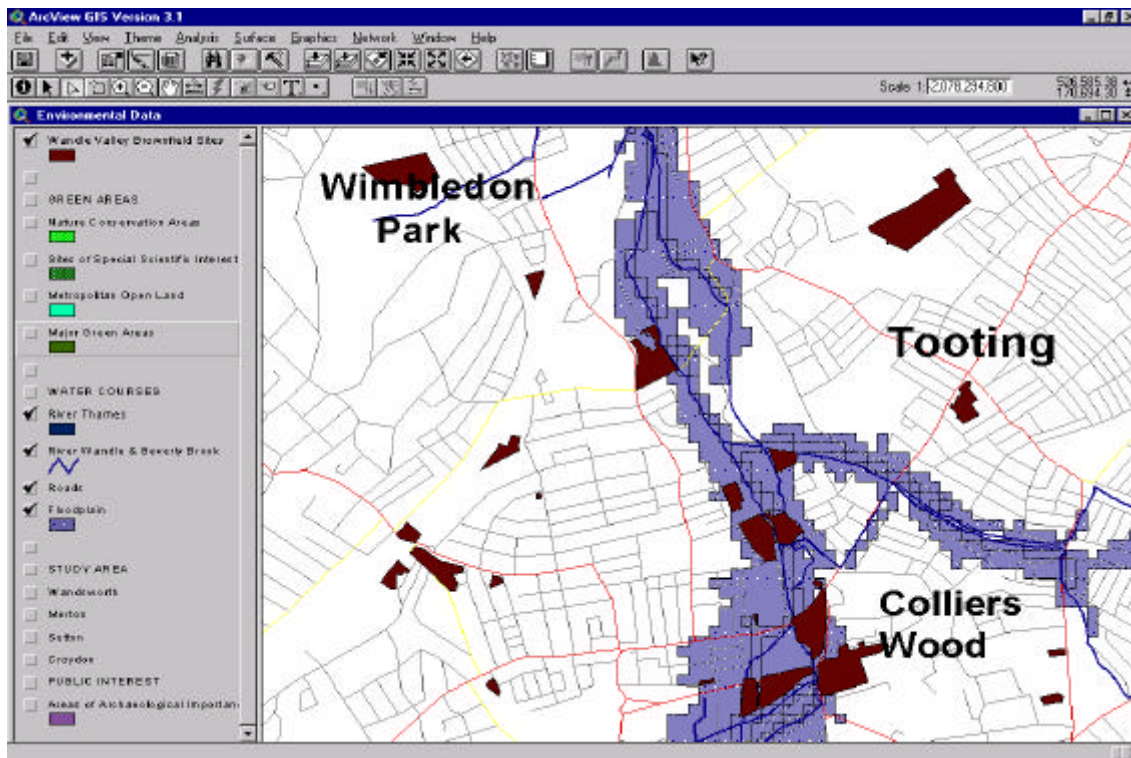 ArcView GIS Version 3.1
File Edit View Theme Analysis Surface Graphics Network Window Help
Scale 1:
Environmental Data
Wandle Valley Brownfield Sites
GREEN AREAS
Nature Conservation Areas
Sites of Special Scientific Interest
Metropolitan Open Land
Major Green Areas
WATER COURSES
River Thames
River Wandle & Beverly Brook
Roads
Floodplain
STUDY AREA
Wandsworth
Merton
Sutton
Croydon
PUBLIC INTEREST
Areas of Archaeological Importan
Wimbledon
Park
Tooting
Colliers
Wood